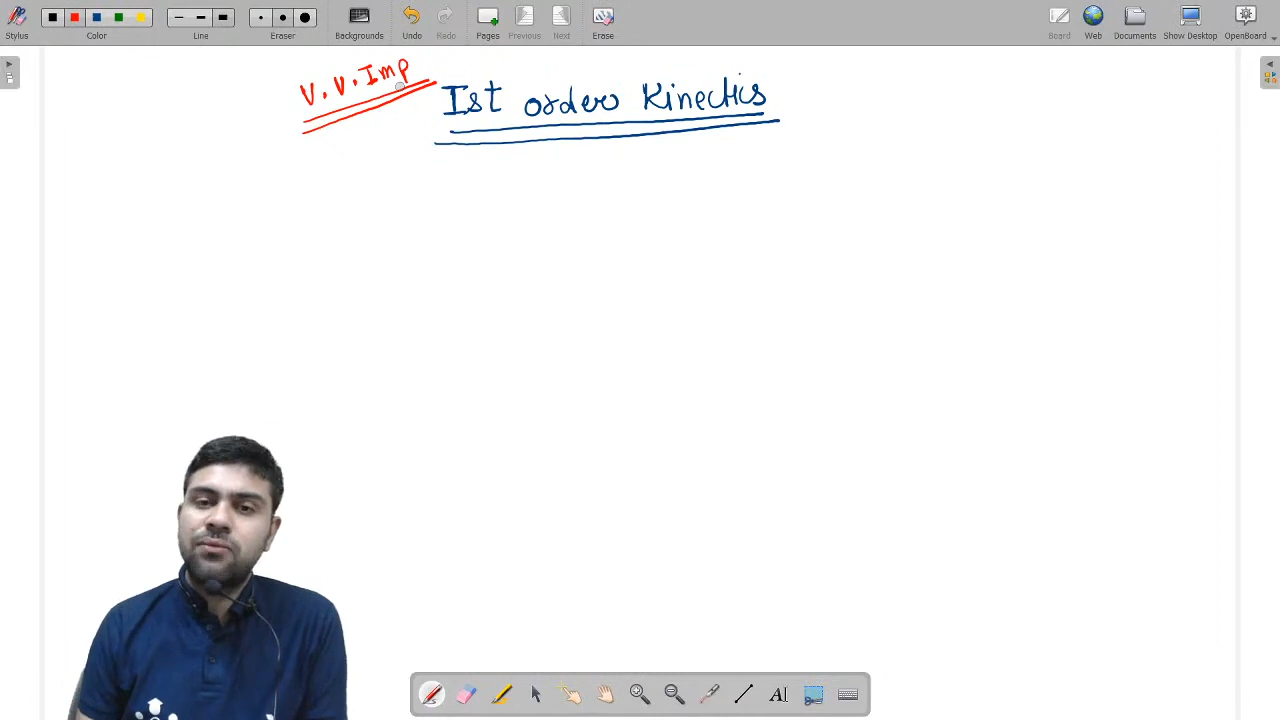 Stylus
Color
Line
Eraser
Backgrounds
Undo
Redo
Pages
Previous
Next
Erase
Board
Web
Documents
Show Desktop
OpenBoard
V.V.Imp
Ist order Kinectics
AI